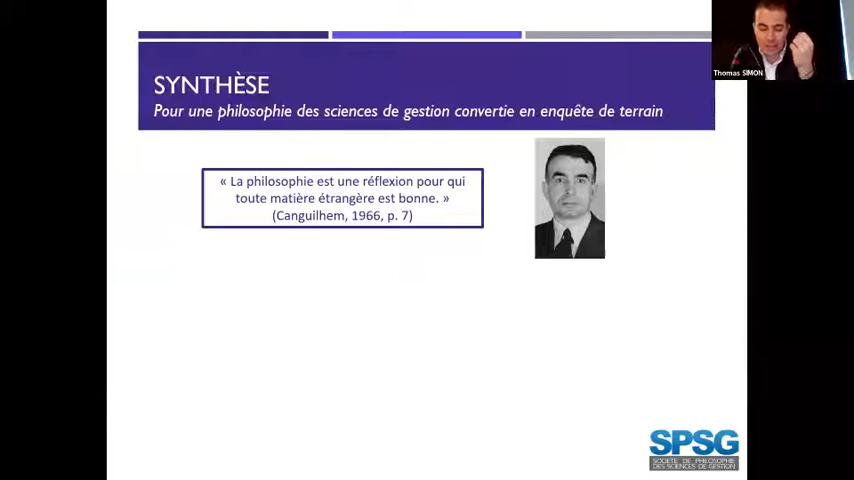 Thomas SIMON
SYNTHÈSE
Pour une philosophie des sciences de gestion convertie en enquête de terrain
« La philosophie est une réflexion pour qui
toute matière étrangère est bonne. »
(Canguilhem, 1966, p. 7)
SPSG
SOCIÉTÉ DE PHILOSOPHIE
DES SCIENCES DE GESTION